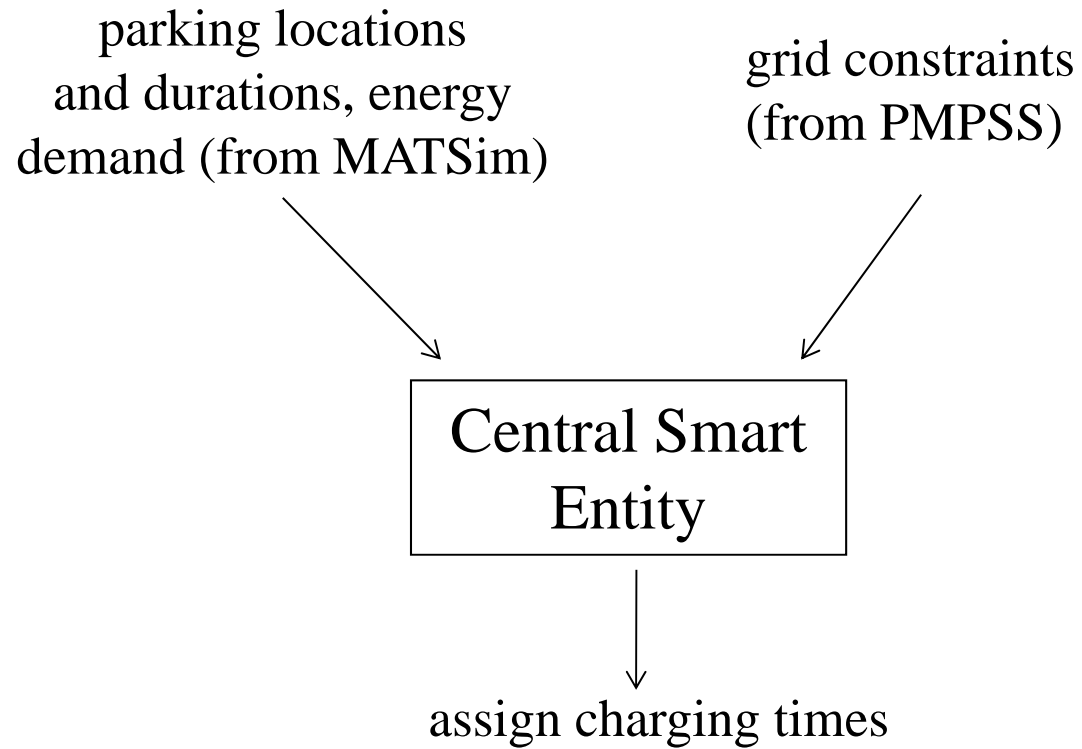 parking locations
and durations, energy
demand (from MATSim)
grid constraints
(from PMPSS)
Central Smart
Entity
assign charging times